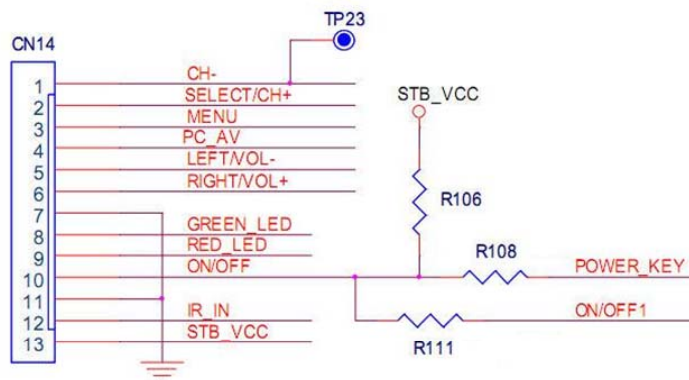 TP23
CN14
1 CH-
2 SELECT/CH+
STB_VCC
3 MENU
4 PC_AV
5 LEFT/VOL-
6 RIGHT/VOL+
R106
7
8 GREEN_LED
9 RED_LED
R108
10 ON/OFF
POWER_KEY
11
12 IR_IN
ON/OFF1
13 STB_VCC
R111